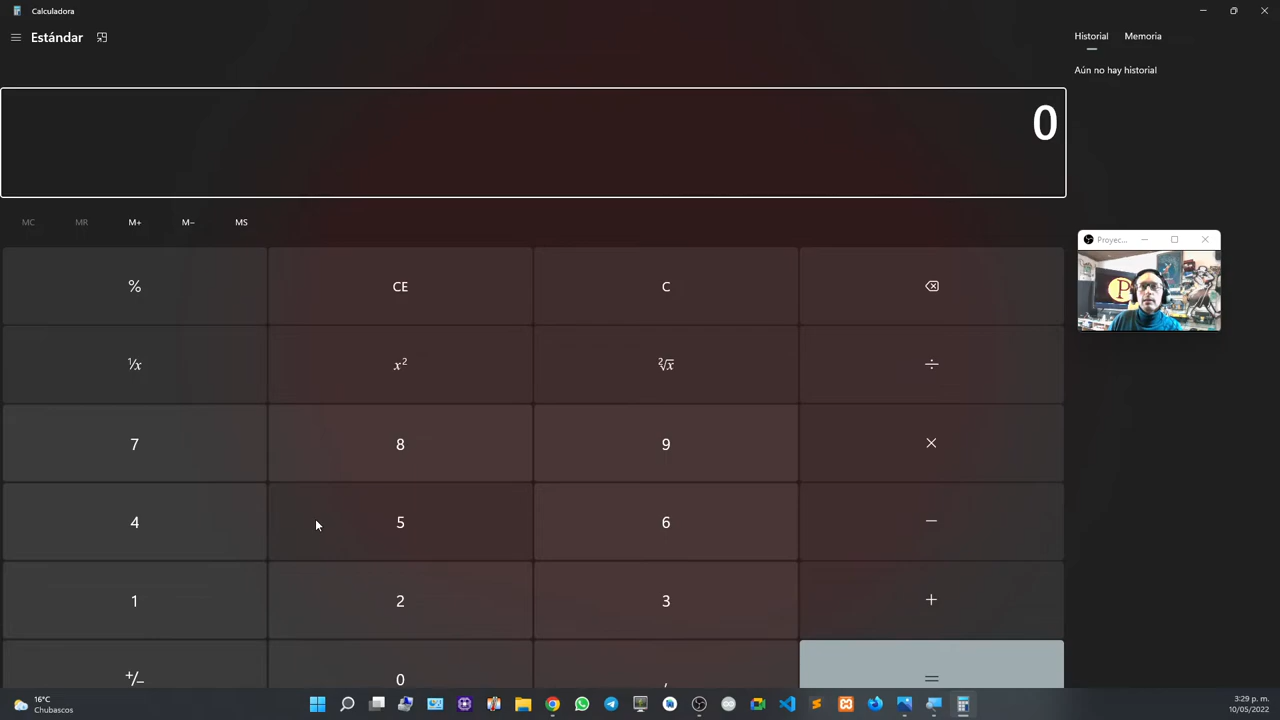 Calculadora
Estándar
Historial Memoria
Aún no hay historial
0
MC MR M+ M− MS
% CE C
¹/x x² ²√x ÷
7 8 9 ×
4 5 6 −
1 2 3 +
+/− 0 , =
Proyec...
P
16°C
Chubascos
3:29 p. m.
10/05/2022